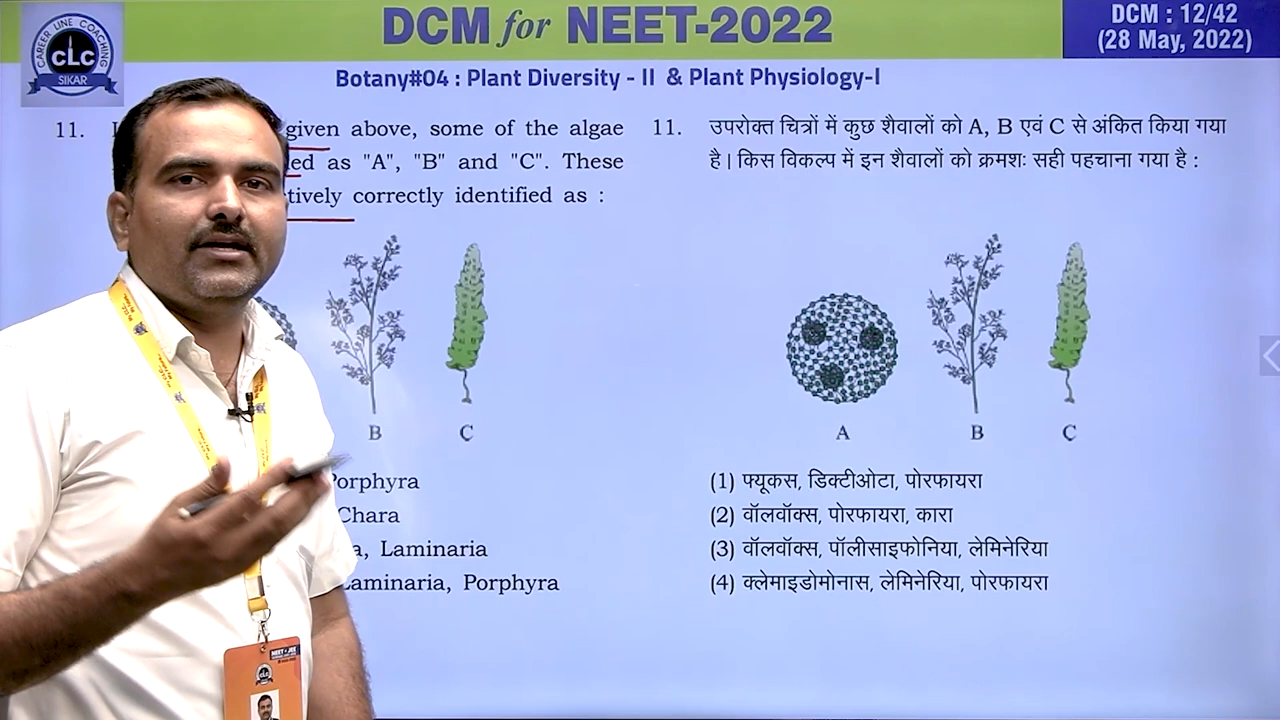 DCM for NEET-2022
DCM : 12/42
(28 May, 2022)
CAREER LINE COACHING
CLC
SIKAR
Botany#04 : Plant Diversity - II & Plant Physiology-I
11. given above, some of the algae
as "A", "B" and "C". These
correctly identified as :
B
C
Porphyra
Chara
Laminaria
Laminaria, Porphyra
11. उपरोक्त चित्रों में कुछ शैवालों को A, B एवं C से अंकित किया गया
है। किस विकल्प में इन शैवालों को क्रमशः सही पहचाना गया है :
A
B
C
(1) फ्यूकस, डिक्टीओटा, पोरफायरा
(2) वॉलवॉक्स, पोरफायरा, कारा
(3) वॉलवॉक्स, पॉलीसाइफोनिया, लेमिनेरिया
(4) क्लेमाइडोमोनास, लेमिनेरिया, पोरफायरा
NEET • JEE
CLC